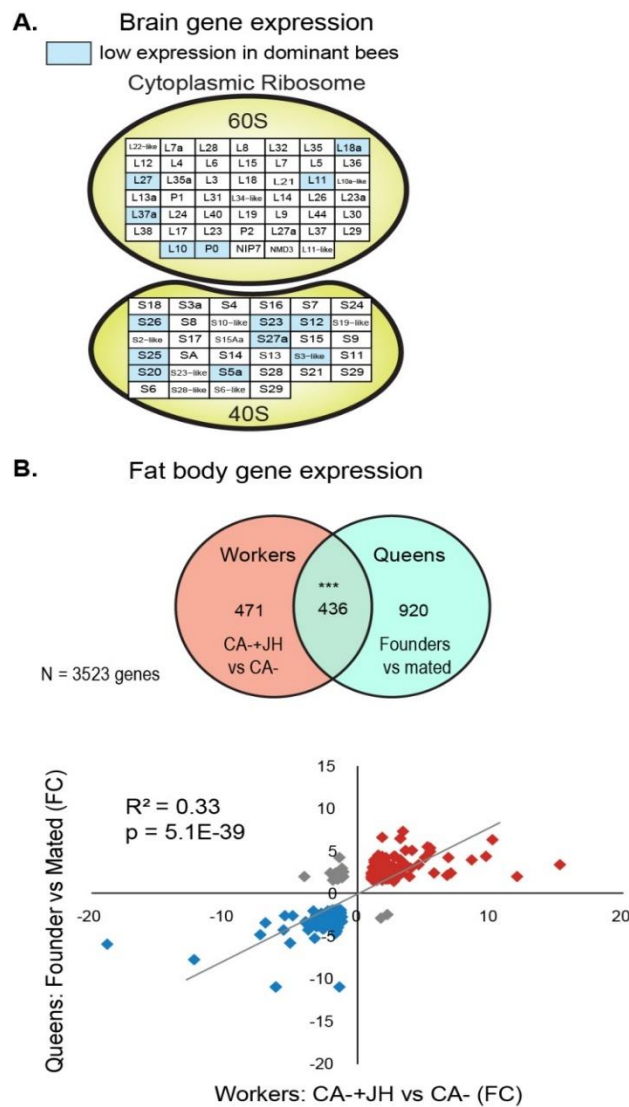 A. Brain gene expression
low expression in dominant bees
Cytoplasmic Ribosome
60S
L22-like L7a L28 L8 L32 L35 L18a
L12 L4 L6 L15 L7 L5 L36
L27 L35a L3 L18 L21 L11 L10a-like
L13a P1 L31 L34-like L14 L26 L23a
L37a L24 L40 L19 L9 L44 L30
L38 L17 L23 P2 L27a L37 L29
L10 P0 NIP7 NMD3 L11-like
S18 S3a S4 S16 S7 S24
S26 S8 S10-like S23 S12 S19-like
S2-like S17 S15Aa S27a S15 S9
S25 SA S14 S13 S3-like S11
S20 S23-like S5a S28 S21 S29
S6 S28-like S6-like S29
40S
B. Fat body gene expression
Workers Queens
***
471 436 920
CA-+JH Founders
vs CA- vs mated
N = 3523 genes
Queens: Founder vs Mated (FC)
R² = 0.33
p = 5.1E-39
15
10
5
0
-20 -10 0 10 20
-5
-10
-15
-20
Workers: CA-+JH vs CA- (FC)